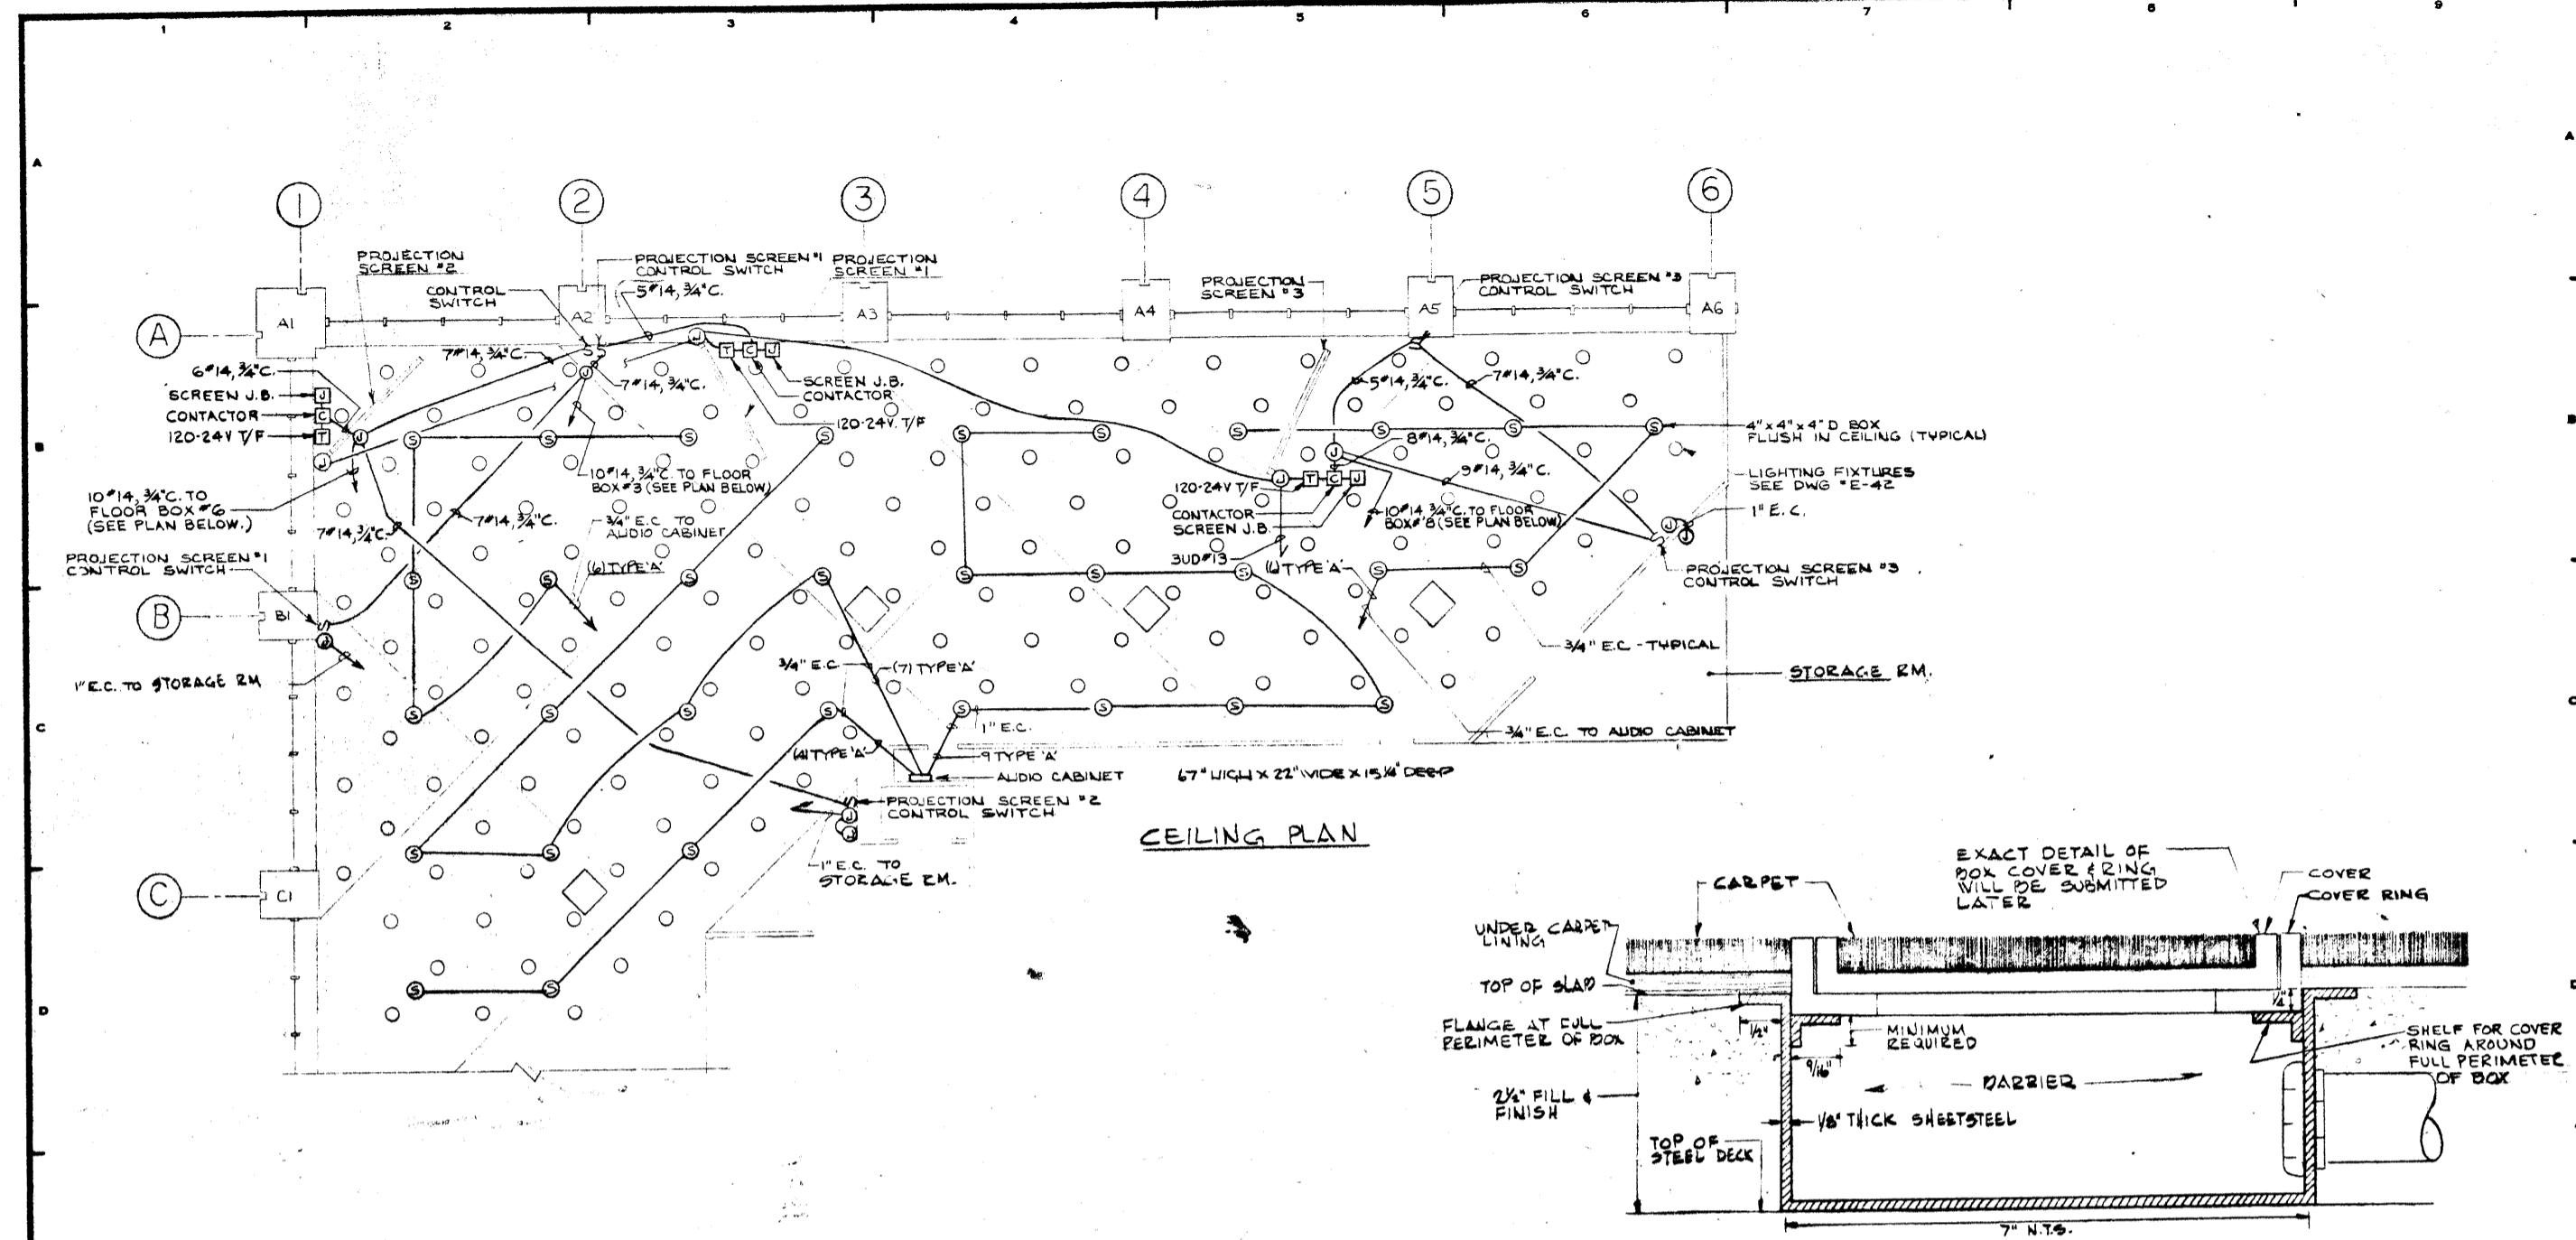 1 2 3 4 5 6 7 8 9
A
A
1 2 3 4 5 6
PROJECTION
SCREEN #2
CONTROL
SWITCH
PROJECTION SCREEN #1
CONTROL SWITCH
5#14, 3/4"C.
PROJECTION
SCREEN #1
PROJECTION
SCREEN #3
PROJECTION SCREEN #3
CONTROL SWITCH
A
A1
A2
A3
A4
A5
A6
7#14, 3/4"C.
6#14, 3/4"C.
SCREEN J.B.
CONTACTOR
120-24V T/F
J
C
T
J
J
S
J
J
7#14, 3/4"C.
T C J
SCREEN J.B.
CONTACTOR
120-24V. T/F
5#14, 3/4"C.
7#14, 3/4"C.
B
B
4"x 4"x 4"D BOX
FLUSH IN CEILING (TYPICAL)
LIGHTING FIXTURES
SEE DWG #E-42
1" E.C.
8#14, 3/4"C.
9#14, 3/4"C.
120-24V T/F
J T C J
J
CONTACTOR
SCREEN J.B.
10#14 3/4"C. TO FLOOR
BOX #8 (SEE PLAN BELOW)
10#14, 3/4"C. TO FLOOR
BOX #3 (SEE PLAN BELOW)
10#14, 3/4"C. TO
FLOOR BOX #6
(SEE PLAN BELOW.)
7#14, 3/4"C.
7#14, 3/4"C.
3/4" E.C. TO
AUDIO CABINET
(6) TYPE 'A'
3UD#13
TYPE 'A'
J
J
PROJECTION SCREEN #3
CONTROL SWITCH
PROJECTION SCREEN #1
CONTROL SWITCH
B
B1
J
1" E.C. TO STORAGE RM
3/4" E.C
(7) TYPE 'A'
3/4" E.C - TYPICAL
STORAGE RM.
C
C
1" E.C.
TYPE 'A'
9 TYPE 'A'
3/4" E.C. TO AUDIO CABINET
AUDIO CABINET
67" HIGH X 22" WIDE X 15 1/4" DEEP
PROJECTION SCREEN #2
CONTROL SWITCH
J
J
1" E.C. TO
STORAGE RM.
CEILING PLAN
C
C1
D
EXACT DETAIL OF
BOX COVER & RING
WILL BE SUBMITTED
LATER
COVER
COVER RING
CARPET
UNDER CARPET
LINING
TOP OF SLAB
FLANGE AT FULL
PERIMETER OF BOX
1/2"
9/16"
MINIMUM
REQUIRED
1/4"
SHELF FOR COVER
RING AROUND
FULL PERIMETER
OF BOX
BARRIER
2 1/2" FILL &
FINISH
1/8" THICK SHEETSTEEL
TOP OF
STEEL DECK
7" N.T.S.